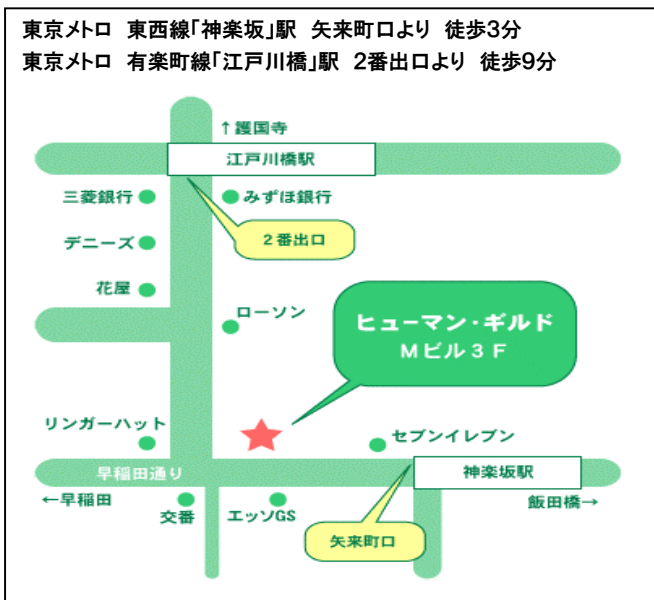 東京メトロ 東西線「神楽坂」駅 矢来町口より 徒歩3分
東京メトロ 有楽町線「江戸川橋」駅 2番出口より 徒歩9分
↑護国寺
江戸川橋駅
三菱銀行
みずほ銀行
2番出口
デニーズ
花屋
ローソン
ヒューマン・ギルド
Mビル3F
リンガーハット
セブンイレブン
早稲田通り
神楽坂駅
←早稲田
飯田橋→
交番
エッソGS
矢来町口